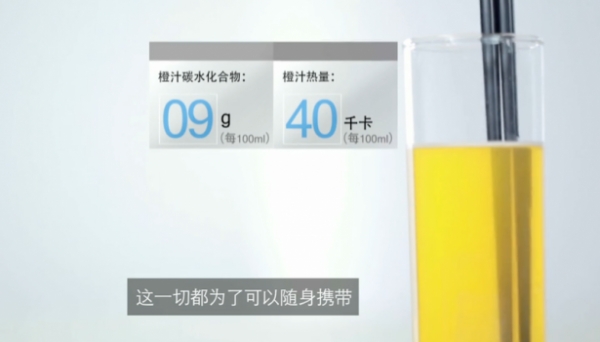 橙汁碳水化合物：
09 g
(每100ml)
橙汁热量：
40 千卡
(每100ml)
这一切都为了可以随身携带